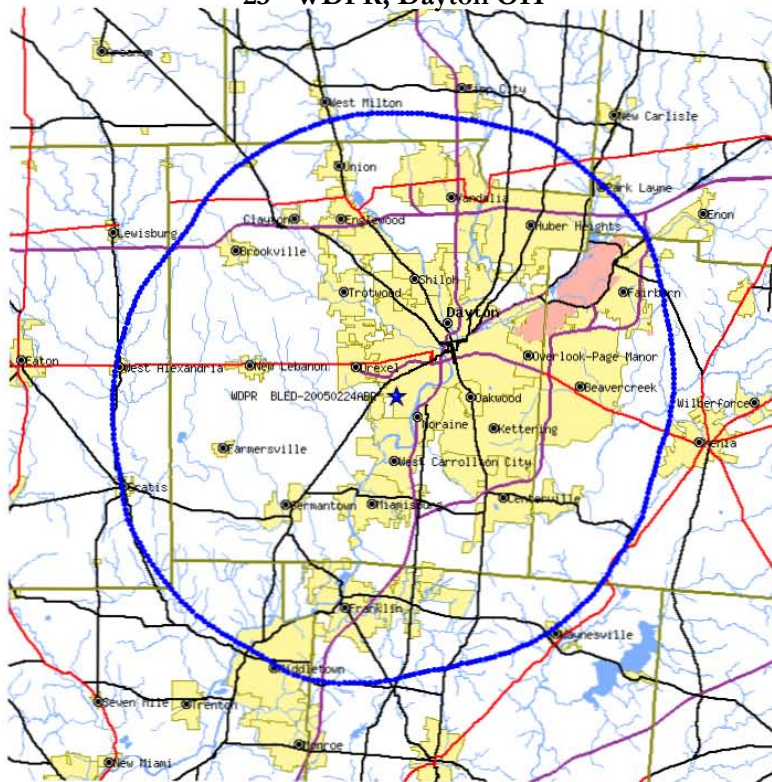 WDPR, Dayton OH
West Milton
New Carlisle
Union
Park Layne
Vandalia
Enon
Clayton
Englewood
Huber Heights
Lewisburg
Brookville
Shiloh
Trotwood
Fairborn
Dayton
Eaton
West Alexandria
New Lebanon
Drexel
Overlook-Page Manor
Beavercreek
WDPR BLED-20050224ABR
Oakwood
Wilberforce
Moraine
Kettering
Xenia
Farmersville
West Carrollton City
Gratis
Germantown
Miamisburg
Centerville
Franklin
Waynesville
Middletown
Seven Mile
Trenton
Monroe
New Miami